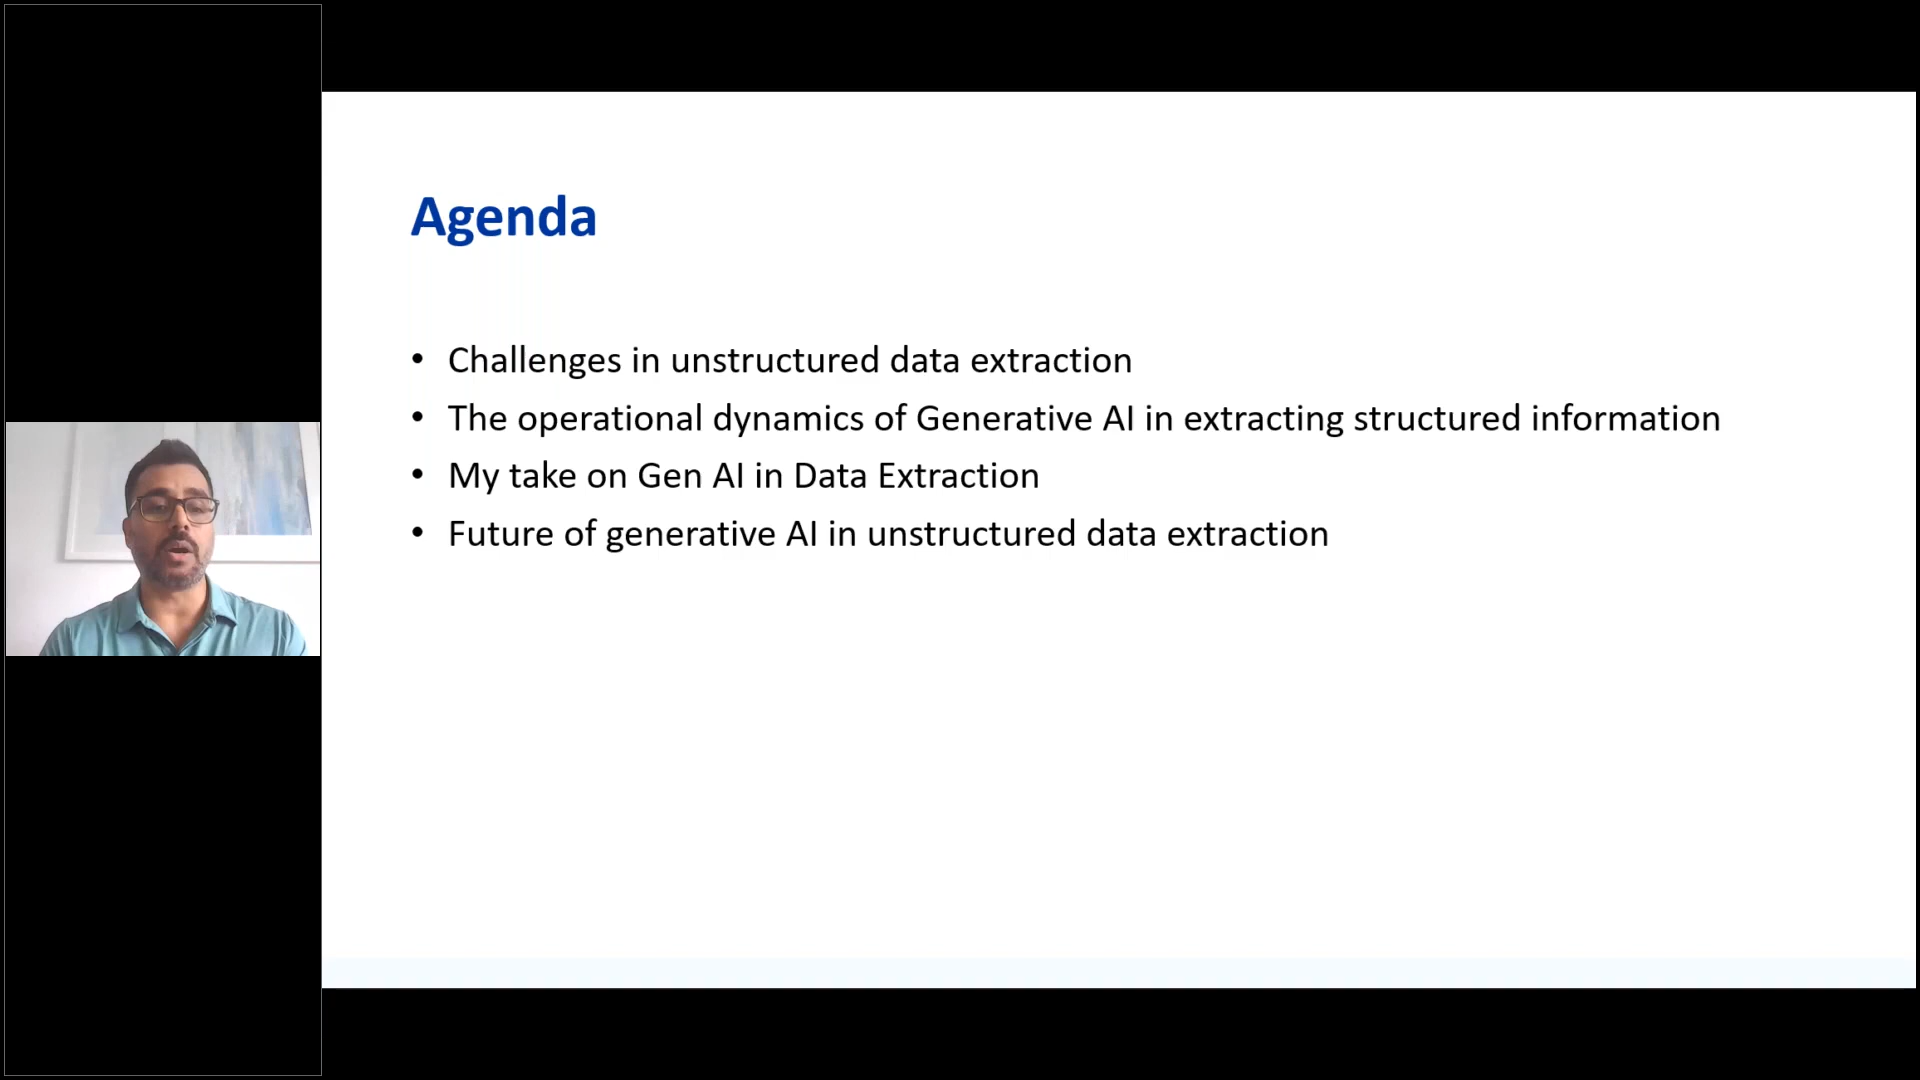 Agenda
• Challenges in unstructured data extraction
• The operational dynamics of Generative AI in extracting structured information
• My take on Gen AI in Data Extraction
• Future of generative AI in unstructured data extraction